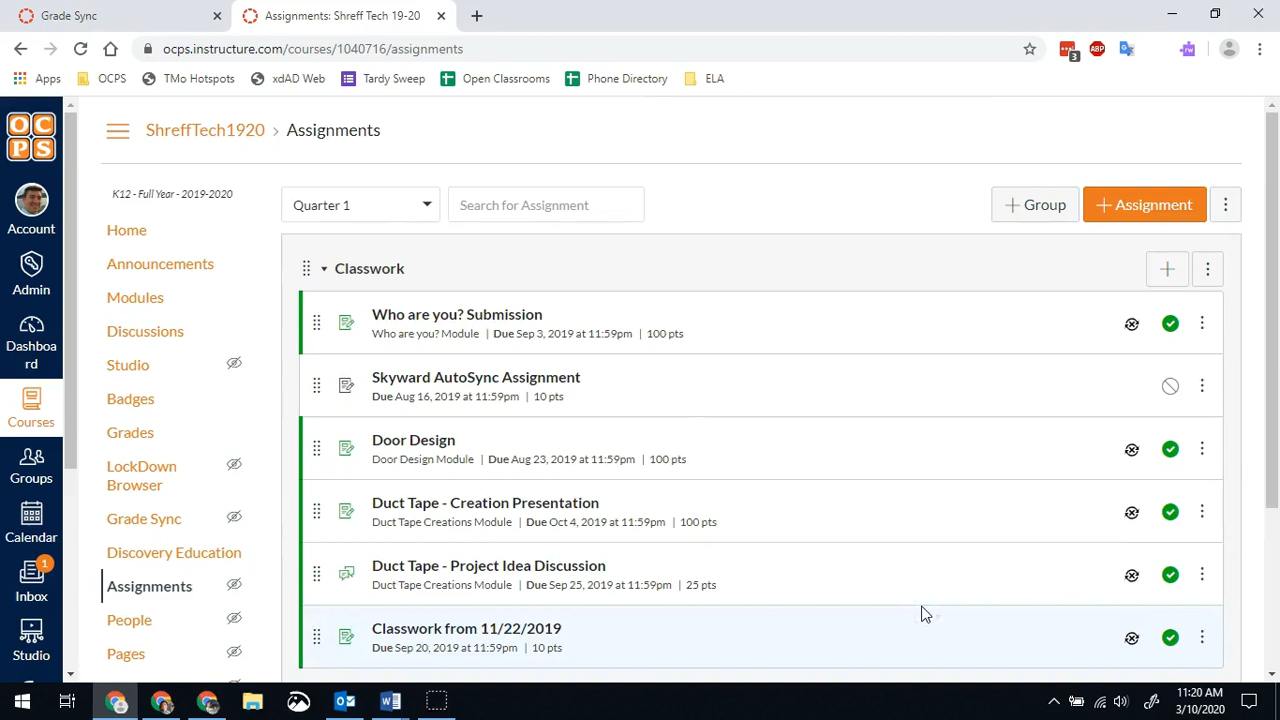 Grade Sync
Assignments: Shreff Tech 19-20
ocps.instructure.com/courses/1040716/assignments
3
ABP
rw
Apps
OCPS
TMo Hotspots
xdAD Web
Tardy Sweep
Open Classrooms
Phone Directory
ELA
OC
PS
Account
Admin
Dashboa
rd
Courses
Groups
Calendar
1
Inbox
Studio
ShreffTech1920 › Assignments
K12 - Full Year - 2019-2020
Home
Announcements
Modules
Discussions
Studio
Badges
Grades
LockDown
Browser
Grade Sync
Discovery Education
Assignments
People
Pages
Quarter 1
Search for Assignment
+ Group
+ Assignment
Classwork
Who are you? Submission
Who are you? Module | Due Sep 3, 2019 at 11:59pm | 100 pts
Skyward AutoSync Assignment
Due Aug 16, 2019 at 11:59pm | 10 pts
Door Design
Door Design Module | Due Aug 23, 2019 at 11:59pm | 100 pts
Duct Tape - Creation Presentation
Duct Tape Creations Module | Due Oct 4, 2019 at 11:59pm | 100 pts
Duct Tape - Project Idea Discussion
Duct Tape Creations Module | Due Sep 25, 2019 at 11:59pm | 25 pts
Classwork from 11/22/2019
Due Sep 20, 2019 at 11:59pm | 10 pts
11:20 AM
3/10/2020